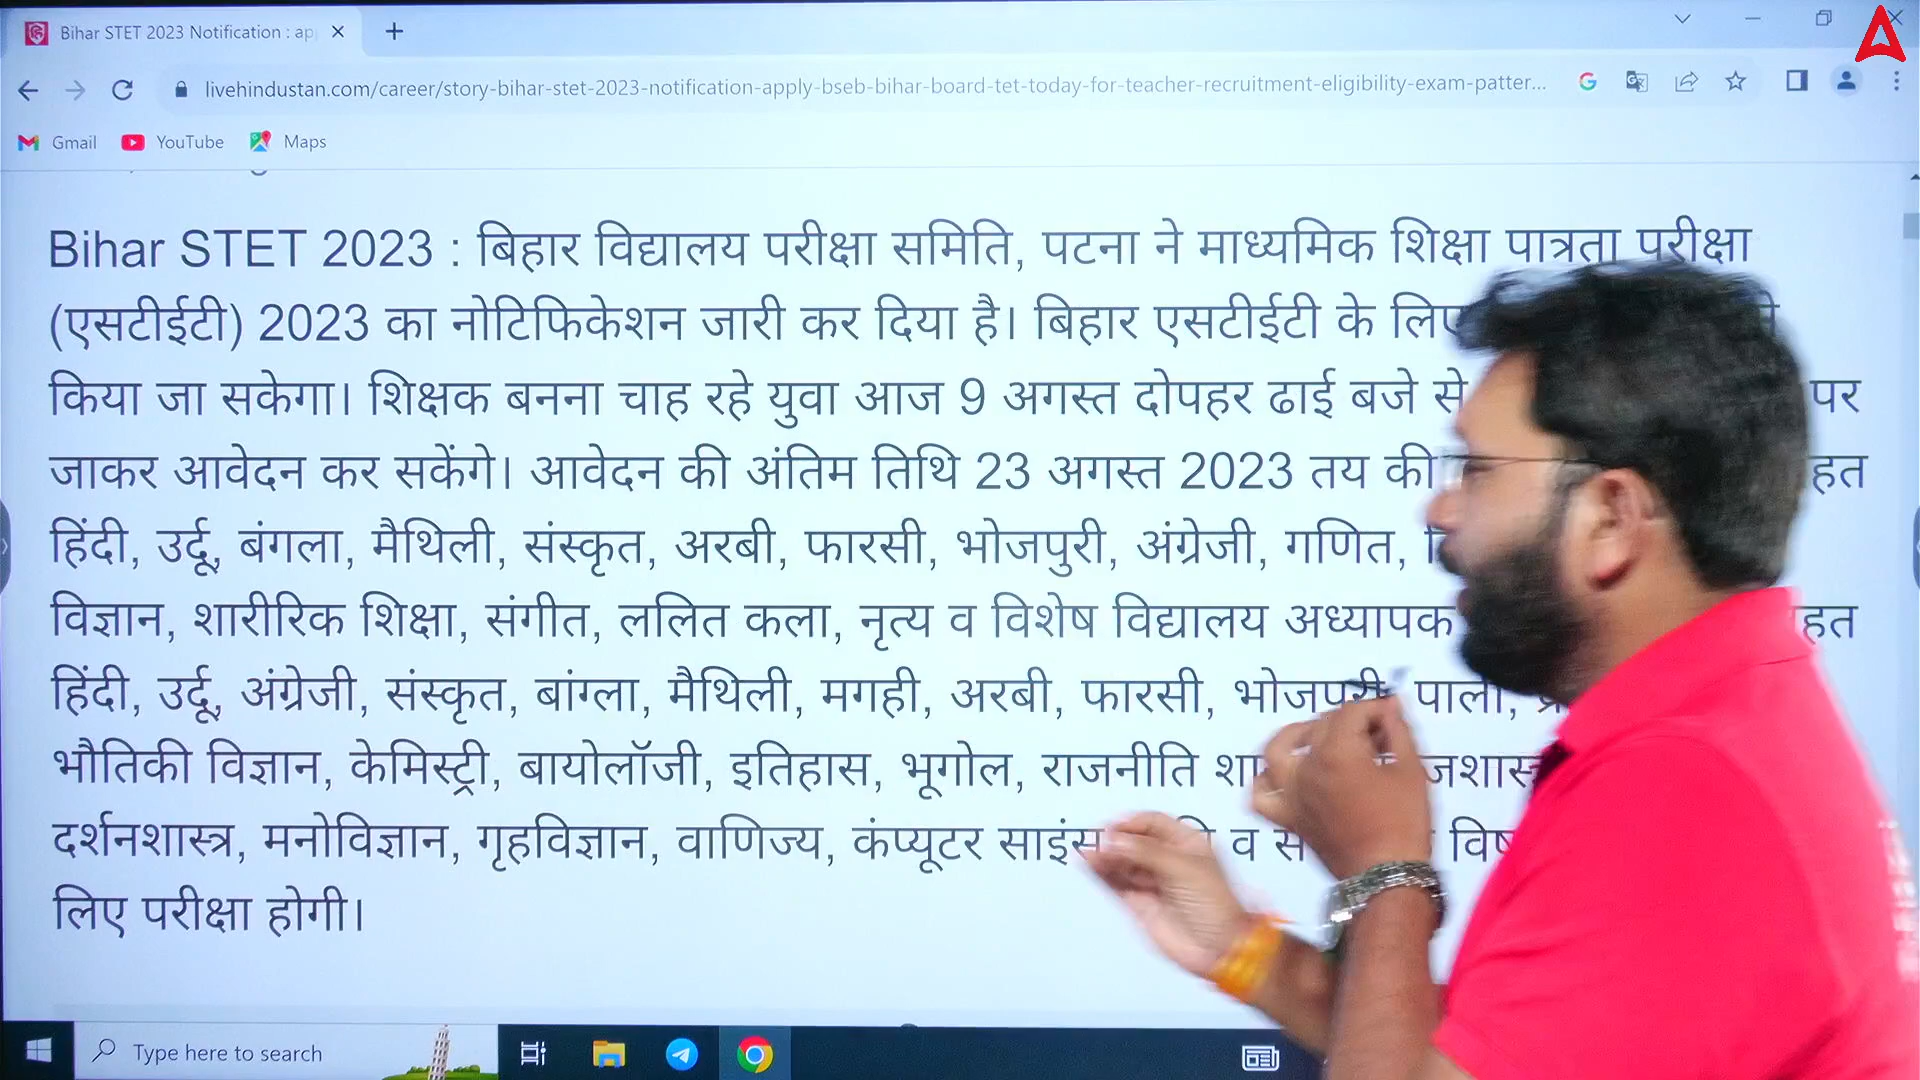 Bihar STET 2023 Notification : ap
livehindustan.com/career/story-bihar-stet-2023-notification-apply-bseb-bihar-board-tet-today-for-teacher-recruitment-eligibility-exam-patter...
Gmail YouTube Maps
Bihar STET 2023 : बिहार विद्यालय परीक्षा समिति, पटना ने माध्यमिक शिक्षा पात्रता परीक्षा
(एसटीईटी) 2023 का नोटिफिकेशन जारी कर दिया है। बिहार एसटीईटी के लिए
किया जा सकेगा। शिक्षक बनना चाह रहे युवा आज 9 अगस्त दोपहर ढाई बजे से पर
जाकर आवेदन कर सकेंगे। आवेदन की अंतिम तिथि 23 अगस्त 2023 तय की
हिंदी, उर्दू, बंगला, मैथिली, संस्कृत, अरबी, फारसी, भोजपुरी, अंग्रेजी, गणित,
विज्ञान, शारीरिक शिक्षा, संगीत, ललित कला, नृत्य व विशेष विद्यालय अध्यापक
हिंदी, उर्दू, अंग्रेजी, संस्कृत, बांग्ला, मैथिली, मगही, अरबी, फारसी, भोजपुरी, पाली,
भौतिकी विज्ञान, केमिस्ट्री, बायोलॉजी, इतिहास, भूगोल, राजनीति
दर्शनशास्त्र, मनोविज्ञान, गृहविज्ञान, वाणिज्य, कंप्यूटर साइंस व
लिए परीक्षा होगी।
Type here to search